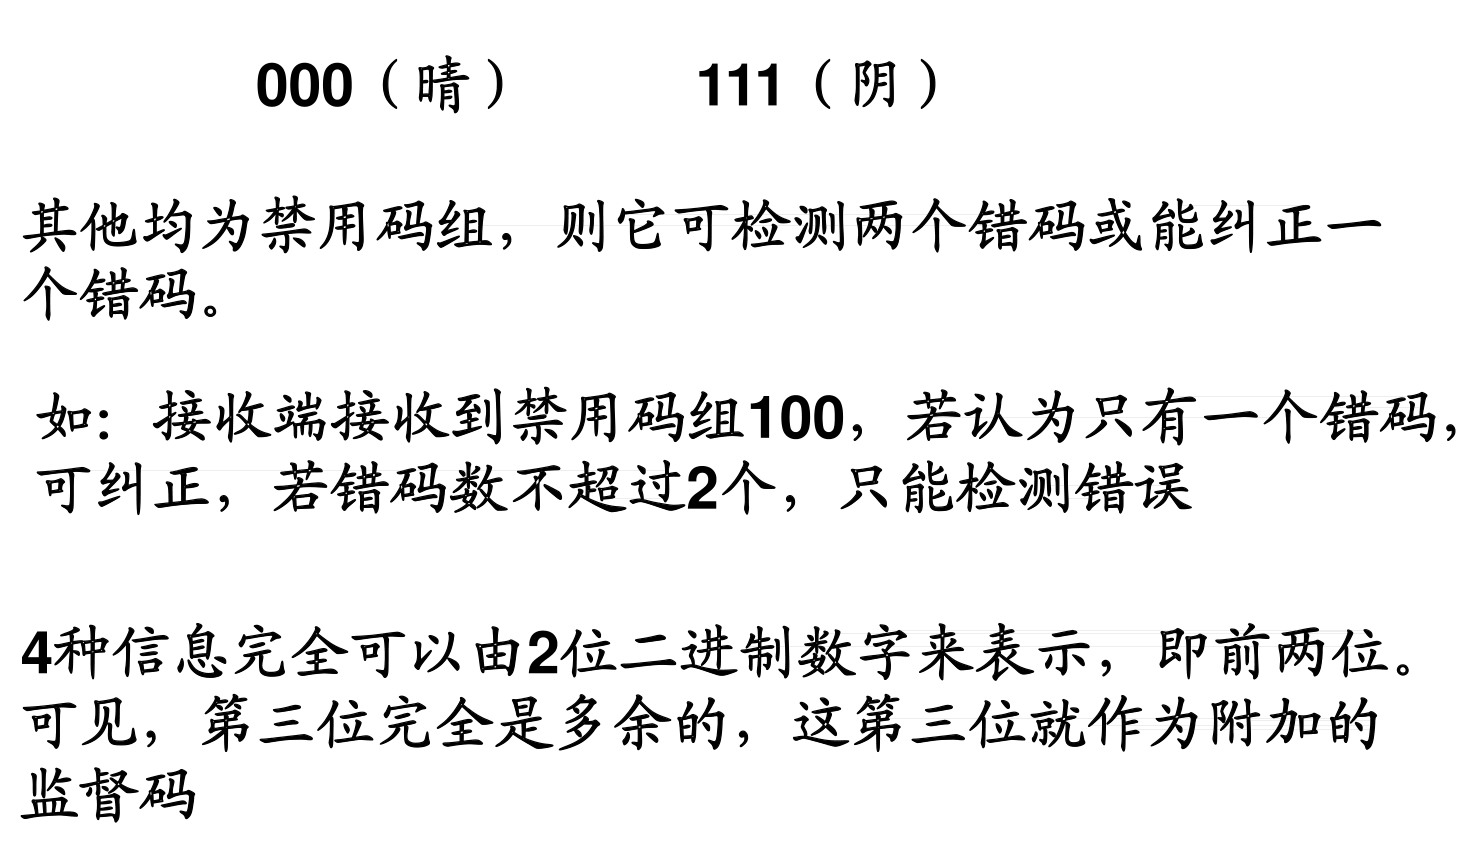 000（晴） 111（阴）
其他均为禁用码组，则它可检测两个错码或能纠正一
个错码。
如：接收端接收到禁用码组100，若认为只有一个错码，
可纠正，若错码数不超过2个，只能检测错误
4种信息完全可以由2位二进制数字来表示，即前两位。
可见，第三位完全是多余的，这第三位就作为附加的
监督码